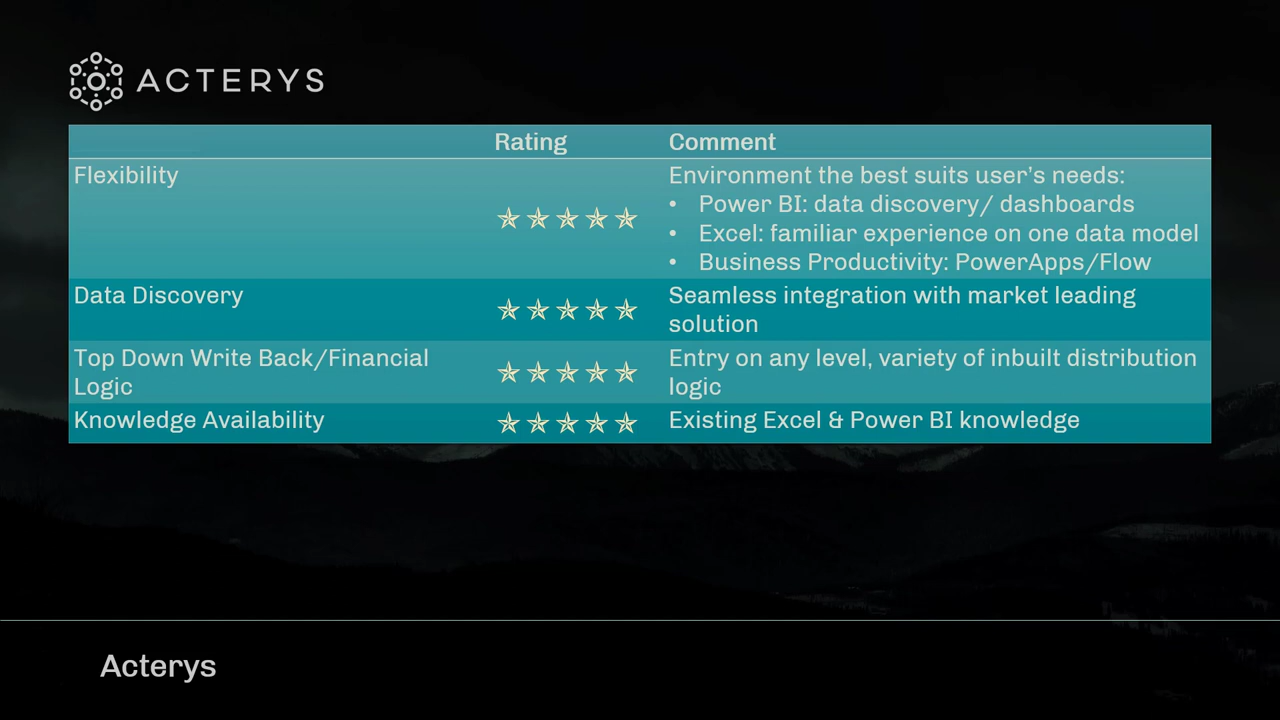 ACTERYS
Rating Comment
Flexibility
Environment the best suits user’s needs:
• Power BI: data discovery/ dashboards
• Excel: familiar experience on one data model
• Business Productivity: PowerApps/Flow
Data Discovery
Seamless integration with market leading
solution
Top Down Write Back/Financial
Logic
Entry on any level, variety of inbuilt distribution
logic
Knowledge Availability
Existing Excel & Power BI knowledge
Acterys